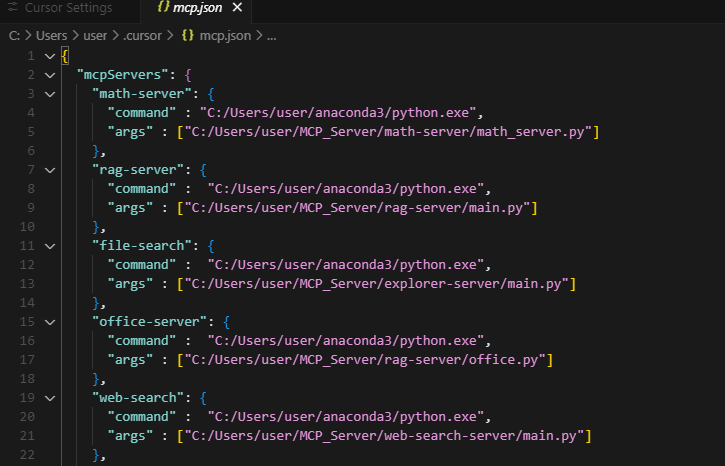 Cursor Settings
mcp.json
C: > Users > user > .cursor > {} mcp.json > ...
1 {
2 "mcpServers": {
3 "math-server": {
4 "command" : "C:/Users/user/anaconda3/python.exe",
5 "args" : ["C:/Users/user/MCP_Server/math-server/math_server.py"]
6 },
7 "rag-server": {
8 "command" :  "C:/Users/user/anaconda3/python.exe",
9 "args" : ["C:/Users/user/MCP_Server/rag-server/main.py"]
10 },
11 "file-search": {
12 "command" :  "C:/Users/user/anaconda3/python.exe",
13 "args" : ["C:/Users/user/MCP_Server/explorer-server/main.py"]
14 },
15 "office-server": {
16 "command" :  "C:/Users/user/anaconda3/python.exe",
17 "args" : ["C:/Users/user/MCP_Server/rag-server/office.py"]
18 },
19 "web-search": {
20 "command" :  "C:/Users/user/anaconda3/python.exe",
21 "args" : ["C:/Users/user/MCP_Server/web-search-server/main.py"]
22 },